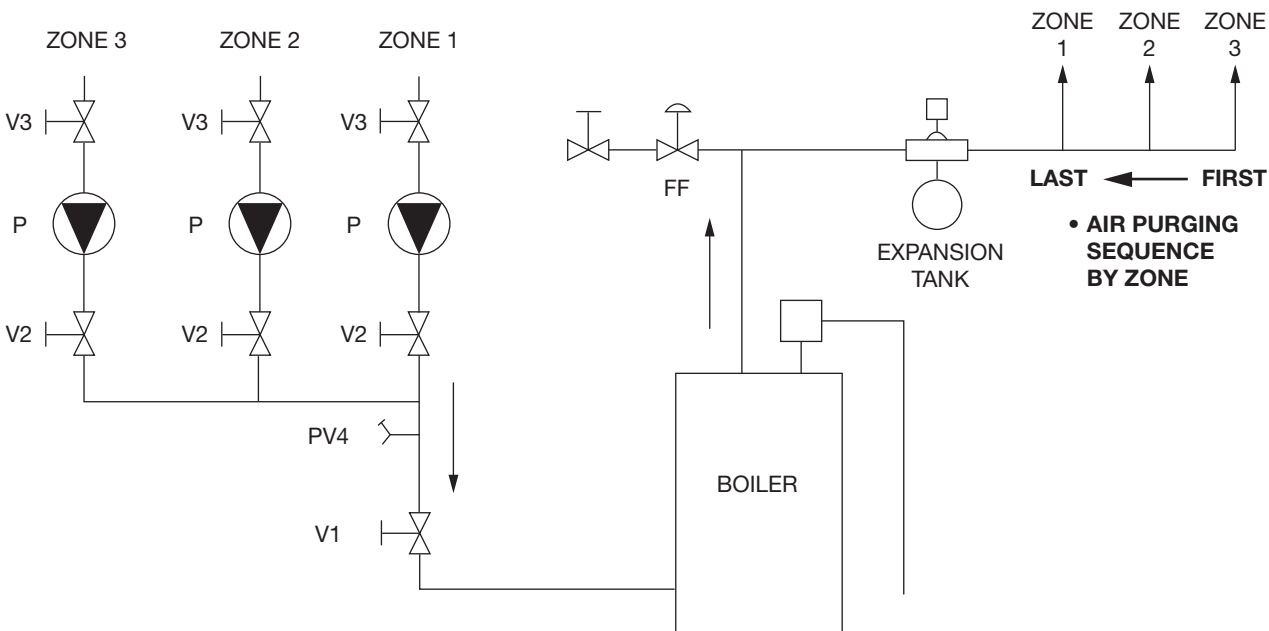 ZONE 3
ZONE 2
ZONE 1
ZONE
1
ZONE
2
ZONE
3
V3
V3
V3
FF
LAST
FIRST
• AIR PURGING
SEQUENCE
BY ZONE
P
P
P
EXPANSION
TANK
V2
V2
V2
PV4
BOILER
V1